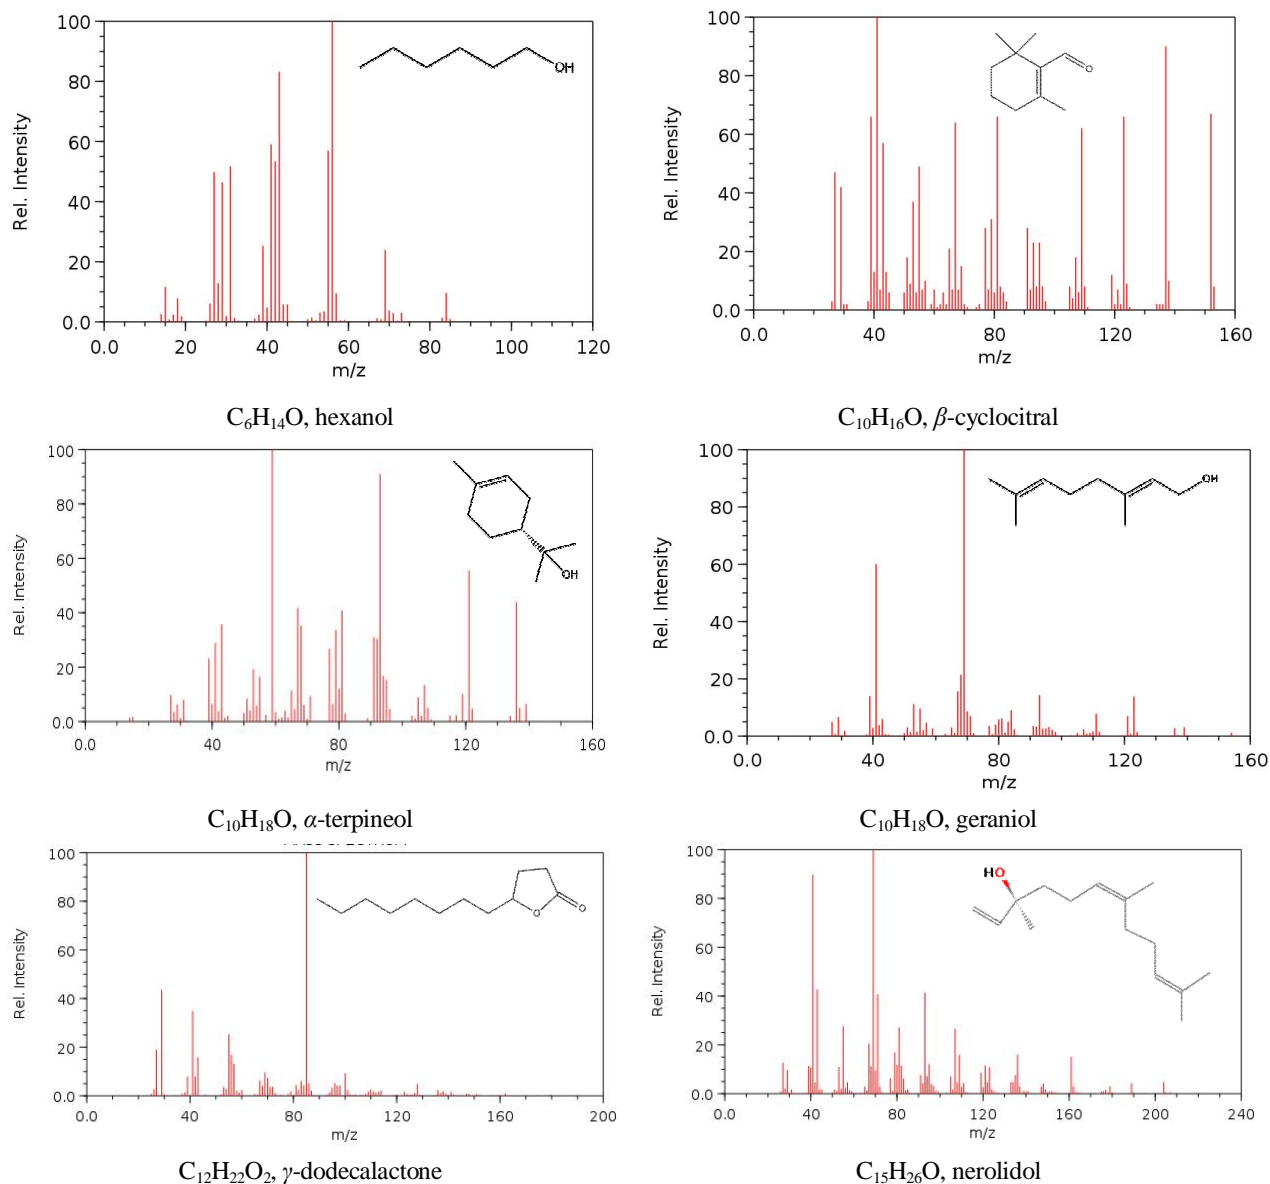 100
80
60
40
20
0.0
Rel. Intensity
OH
0.0 20 40 60 80 100 120
m/z
C₆H₁₄O, hexanol
100
80
60
40
20
0.0
Rel. Intensity
O
0.0 40 80 120 160
m/z
C₁₀H₁₆O, β-cyclocitral
100
80
60
40
20
0.0
Rel. Intensity
OH
0.0 40 80 120 160
m/z
C₁₀H₁₈O, α-terpineol
100
80
60
40
20
0.0
Rel. Intensity
OH
0.0 40 80 120 160
m/z
C₁₀H₁₈O, geraniol
100
80
60
40
20
0.0
Rel. Intensity
O
O
0.0 40 80 120 160 200
m/z
C₁₂H₂₂O₂, γ-dodecalactone
100
80
60
40
20
0.0
Rel. Intensity
HO
0.0 40 80 120 160 200 240
m/z
C₁₅H₂₆O, nerolidol